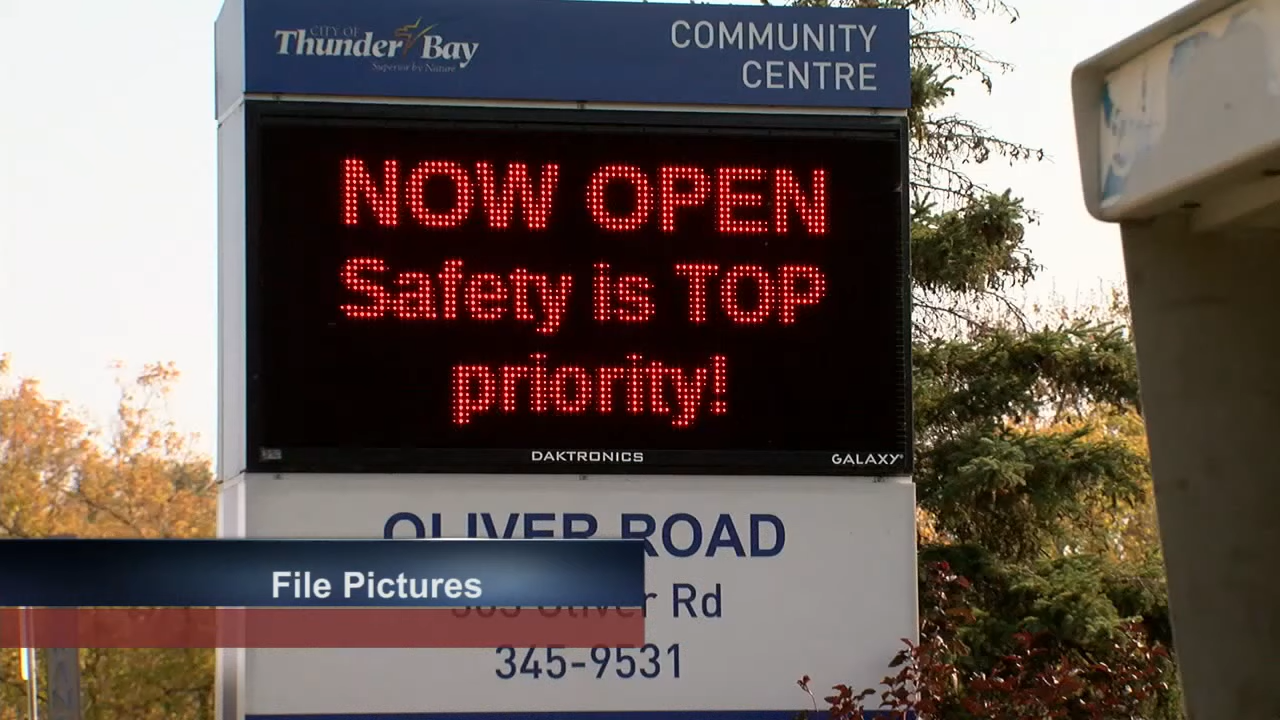 CITY OF
Thunder Bay
Superior by Nature
COMMUNITY
CENTRE
NOW OPEN
Safety is TOP
priority!
DAKTRONICS
GALAXY
OLIVER ROAD
File Pictures
Rd
345-9531